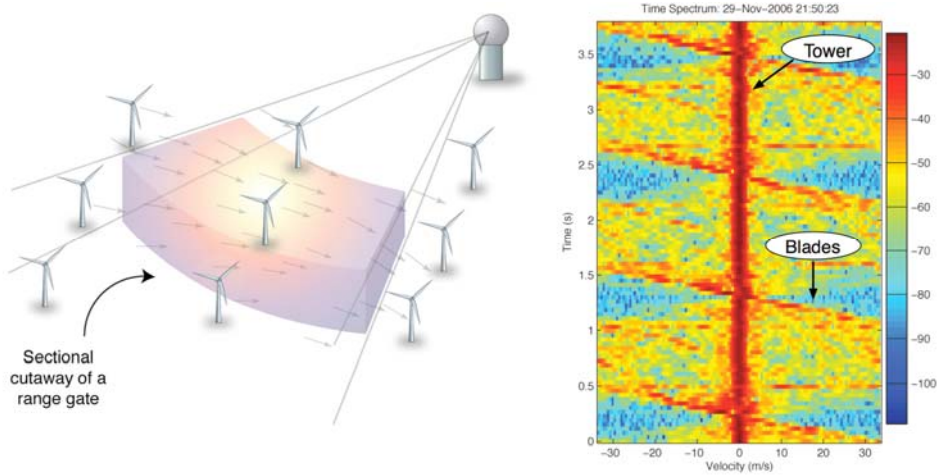 Sectional
cutaway of a
range gate
Time Spectrum: 29-Nov-2006 21:50:23
Tower
Blades
Time (s)
3.5
3
2.5
2
1.5
1
0.5
0
-30
-20
-10
0
10
20
30
Velocity (m/s)
-30
-40
-50
-60
-70
-80
-90
-100